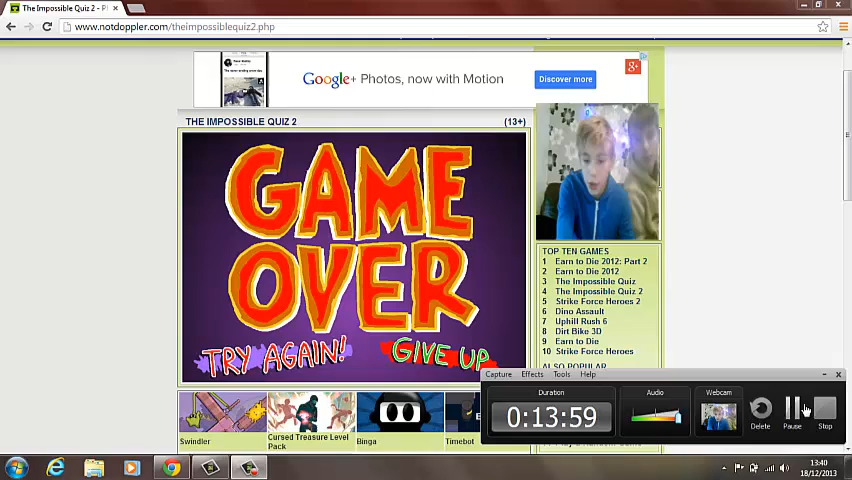 The Impossible Quiz 2 - P
www.notdoppler.com/theimpossiblequiz2.php
Google+ Photos, now with Motion
Discover more
g+
THE IMPOSSIBLE QUIZ 2
(13+)
GAME
OVER
TRY AGAIN!
GIVE UP
TOP TEN GAMES
1 Earn to Die 2012: Part 2
2 Earn to Die 2012
3 The Impossible Quiz
4 The Impossible Quiz 2
5 Strike Force Heroes 2
6 Dino Assault
7 Uphill Rush 6
8 Dirt Bike 3D
9 Earn to Die
10 Strike Force Heroes
ALSO POPULAR
Swindler
Cursed Treasure Level
Pack
Binga
Timebot
Capture Effects Tools Help
Duration
0:13:59
Audio
Webcam
Delete
Pause
Stop
13:40
18/12/2013